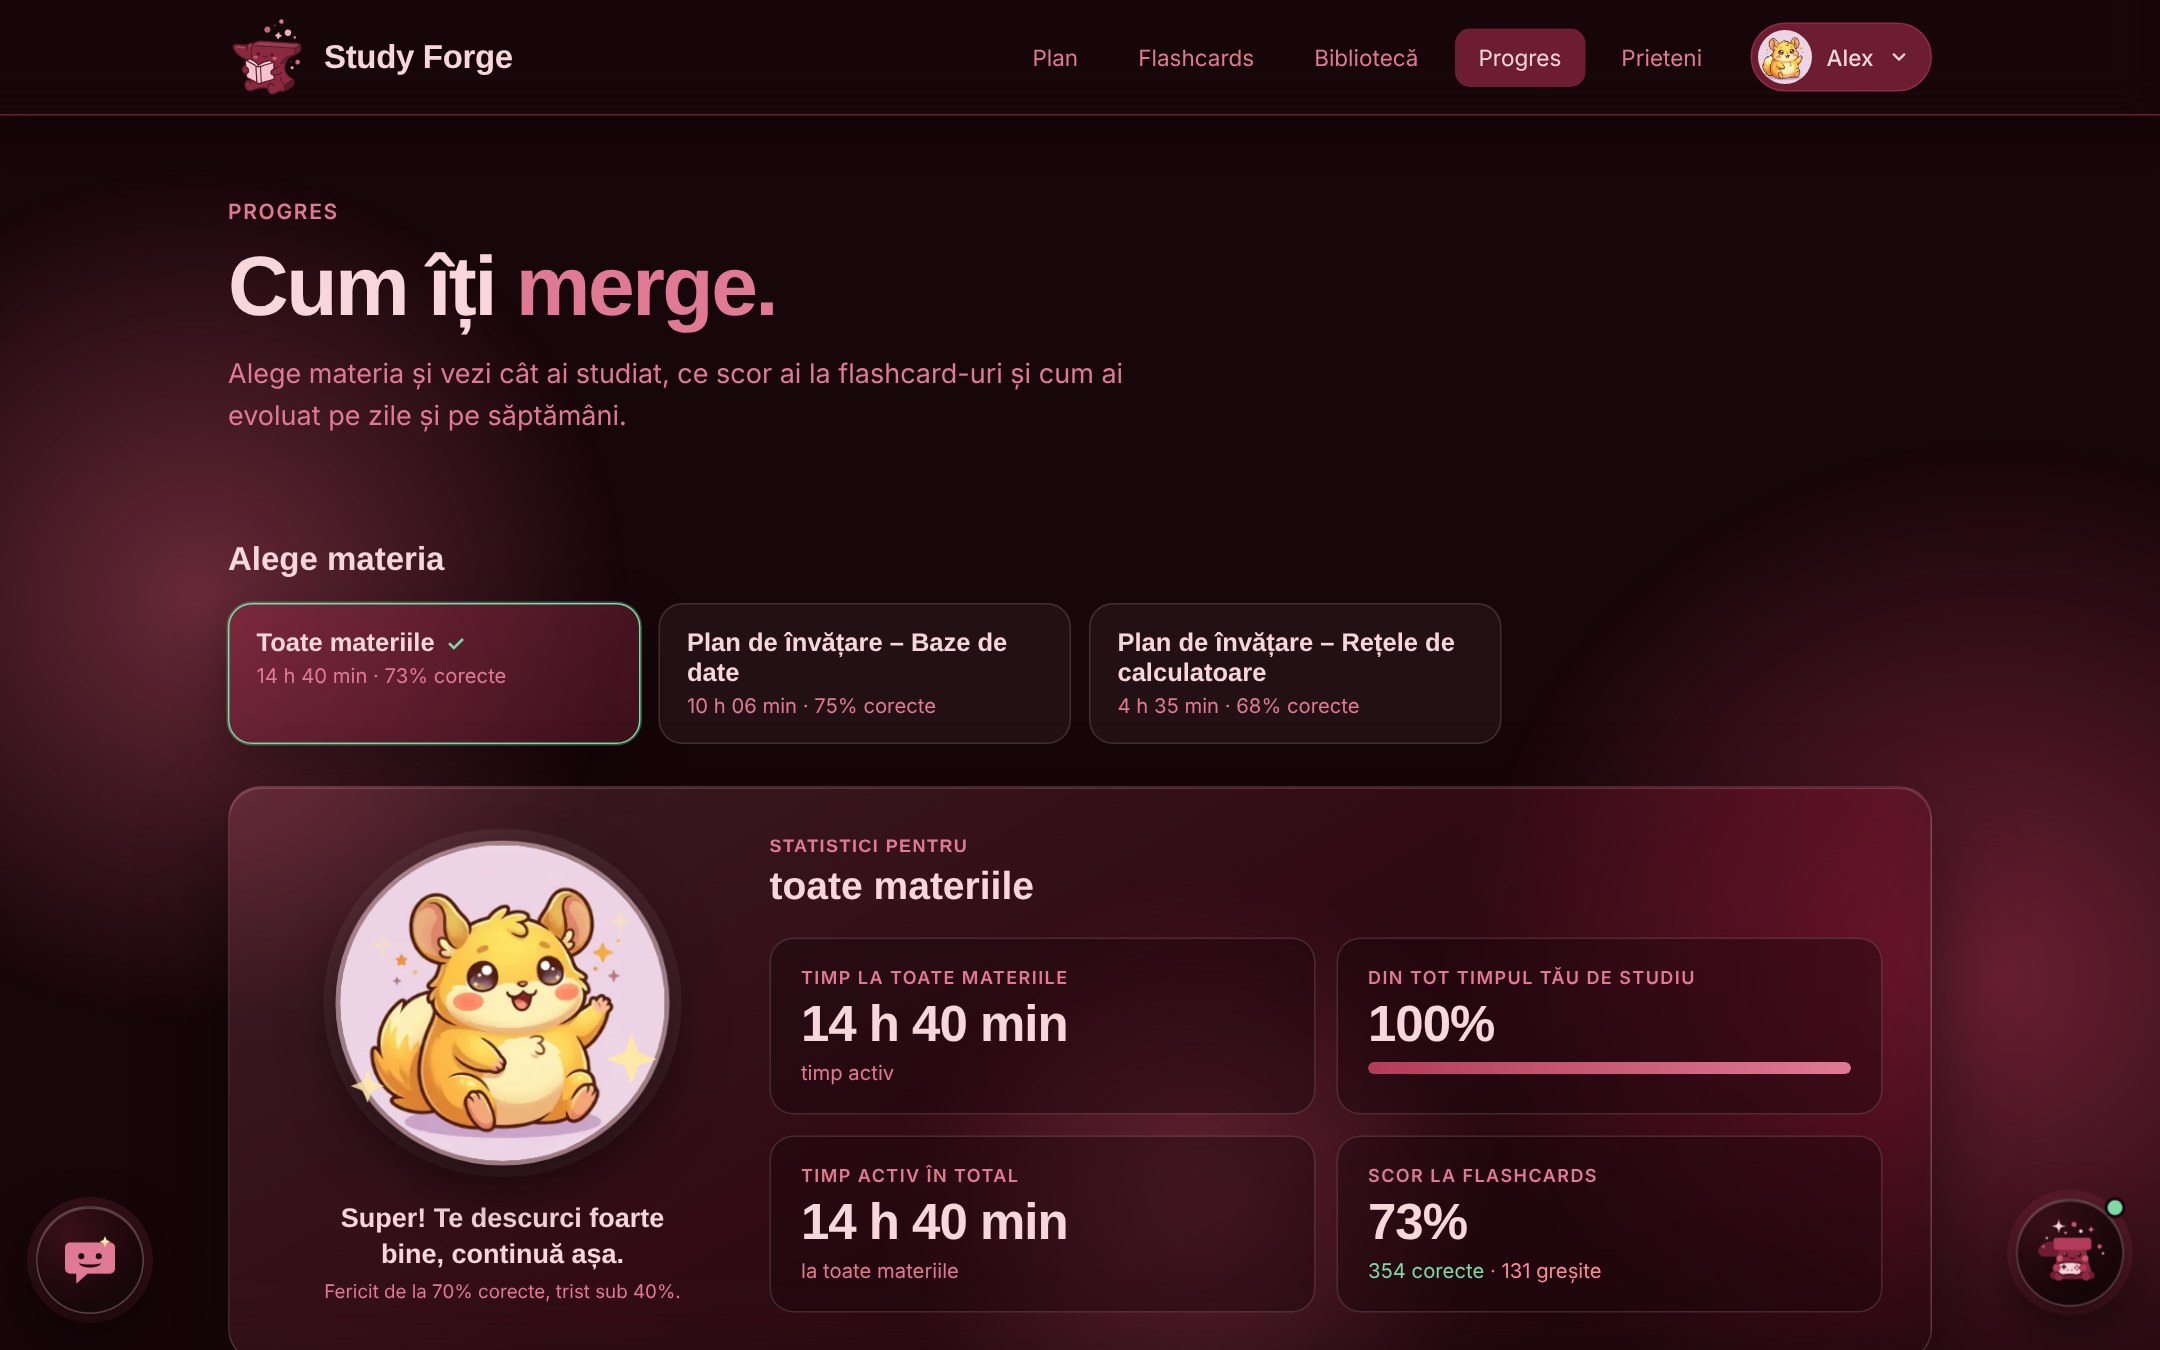 Study Forge
Plan
Flashcards
Bibliotecă
Progres
Prieteni
Alex
PROGRES
Cum îți merge.
Alege materia și vezi cât ai studiat, ce scor ai la flashcard-uri și cum ai
evoluat pe zile și pe săptămâni.
Alege materia
Toate materiile
14 h 40 min · 73% corecte
Plan de învățare – Baze de
date
10 h 06 min · 75% corecte
Plan de învățare – Rețele de
calculatoare
4 h 35 min · 68% corecte
Super! Te descurci foarte
bine, continuă așa.
Fericit de la 70% corecte, trist sub 40%.
STATISTICI PENTRU
toate materiile
TIMP LA TOATE MATERIILE
14 h 40 min
timp activ
DIN TOT TIMPUL TĂU DE STUDIU
100%
TIMP ACTIV ÎN TOTAL
14 h 40 min
la toate materiile
SCOR LA FLASHCARDS
73%
354 corecte · 131 greșite